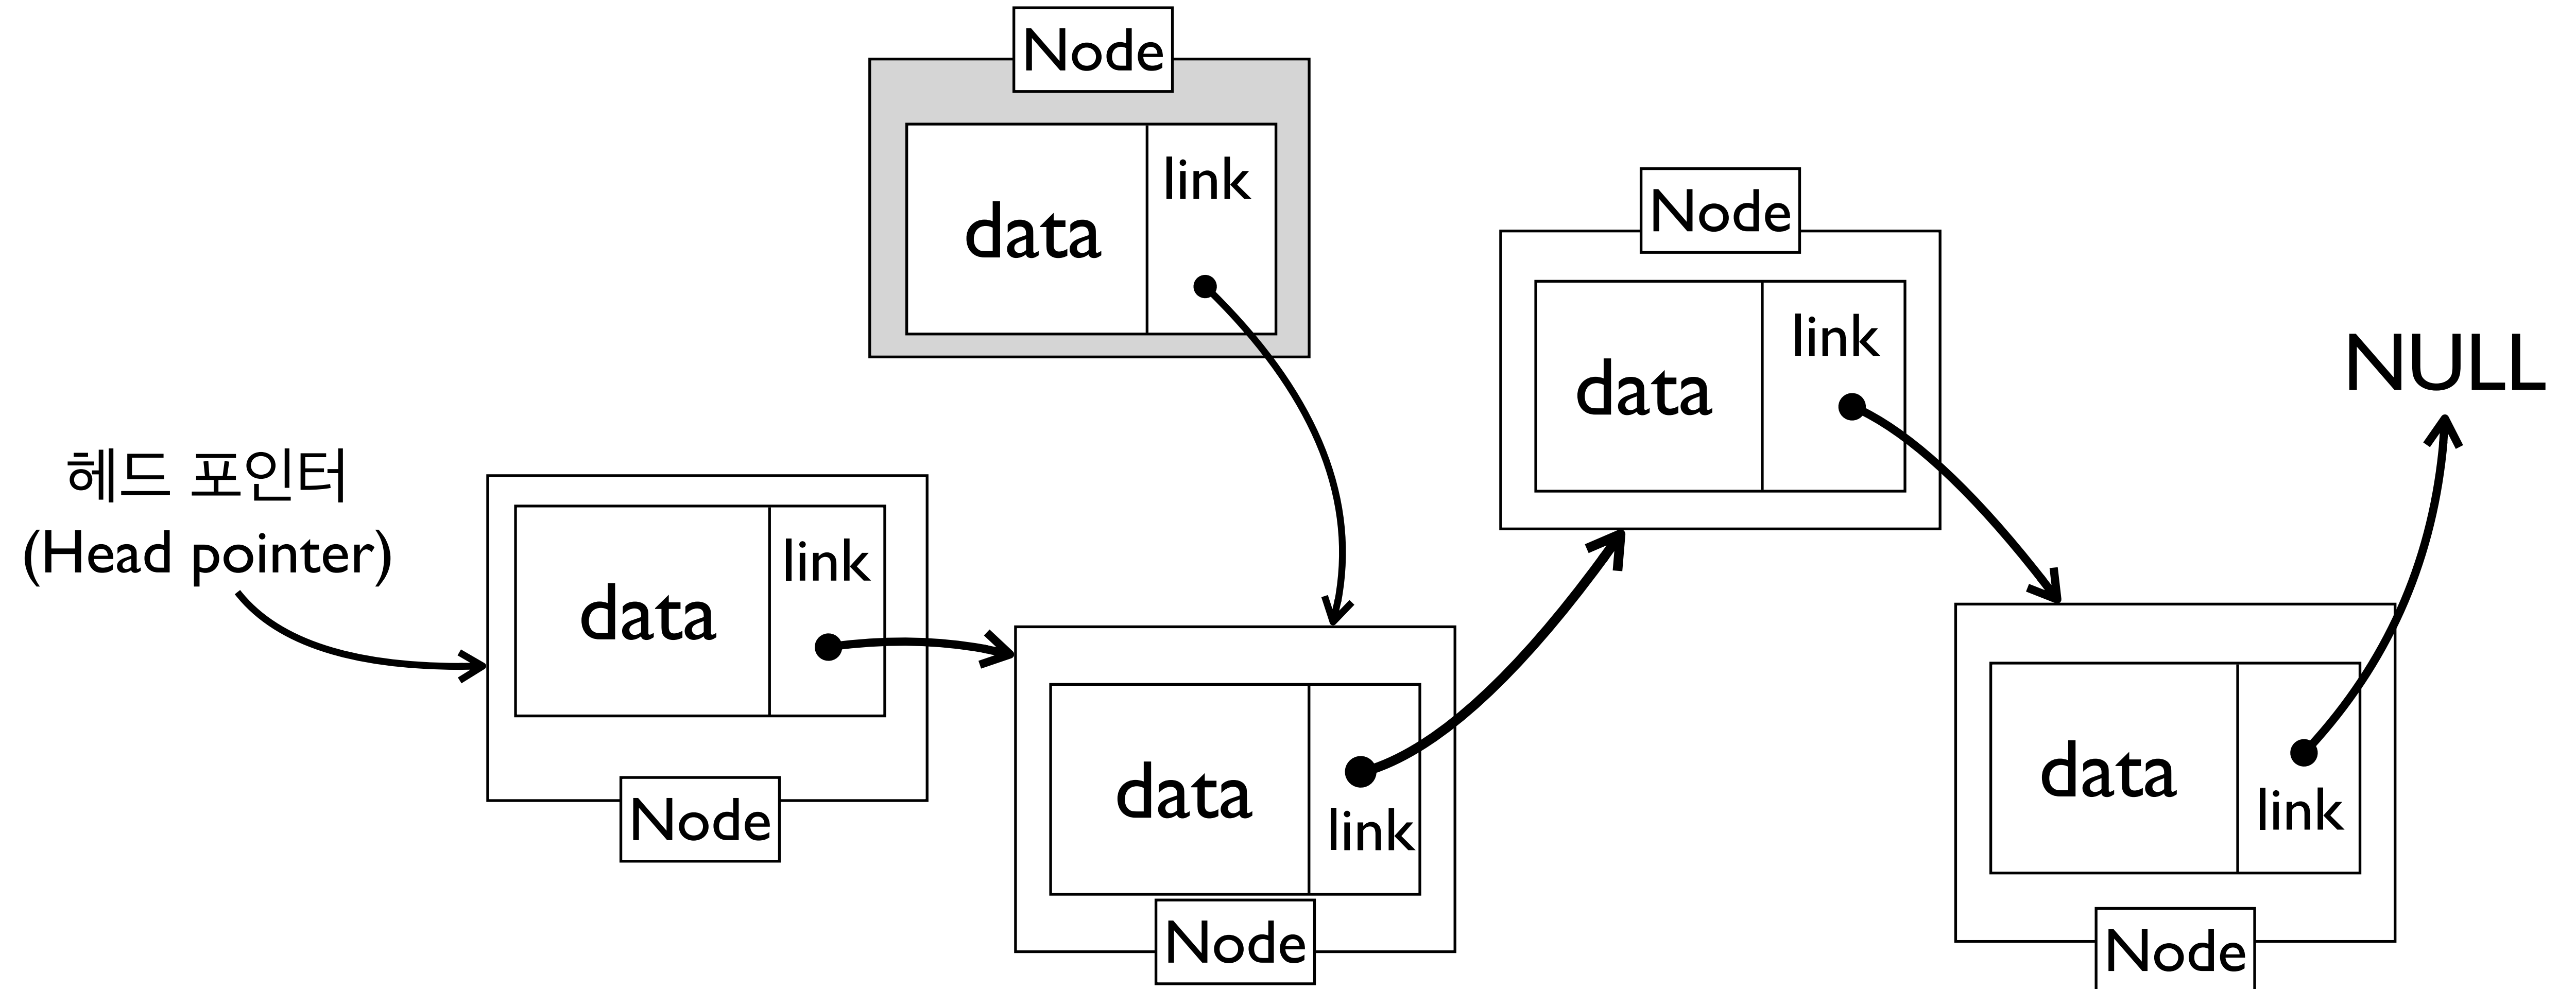 Node
data
link
Node
data
link
NULL
헤드 포인터
(Head pointer)
data
link
Node
data
link
Node
data
link
Node